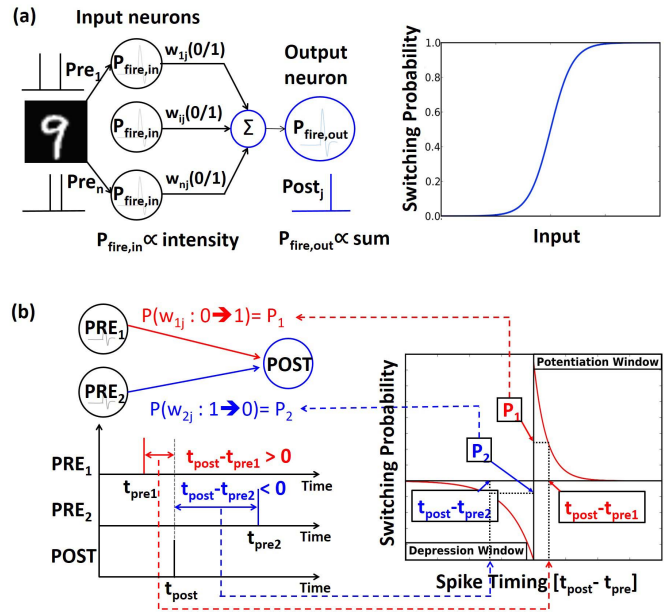 (a)
Input neurons
Pre1
Pfire,in
w1j(0/1)
Output
neuron
9
Pfire,in
wij(0/1)
Σ
Pfire,out
Pren
Pfire,in
wnj(0/1)
Postj
Pfire,in∝ intensity
Pfire,out∝ sum
Switching Probability
1.0
0.8
0.6
0.4
0.2
0.0
Input
(b)
PRE1
P(w1j : 0➔1)= P1
POST
PRE2
P(w2j : 1➔0)= P2
PRE1
tpost-tpre1 > 0
tpre1
Time
PRE2
tpost-tpre2 < 0
tpre2
Time
POST
tpost
Time
Switching Probability
Potentiation Window
P1
P2
tpost-tpre2
tpost-tpre1
Depression Window
Spike Timing [tpost- tpre]